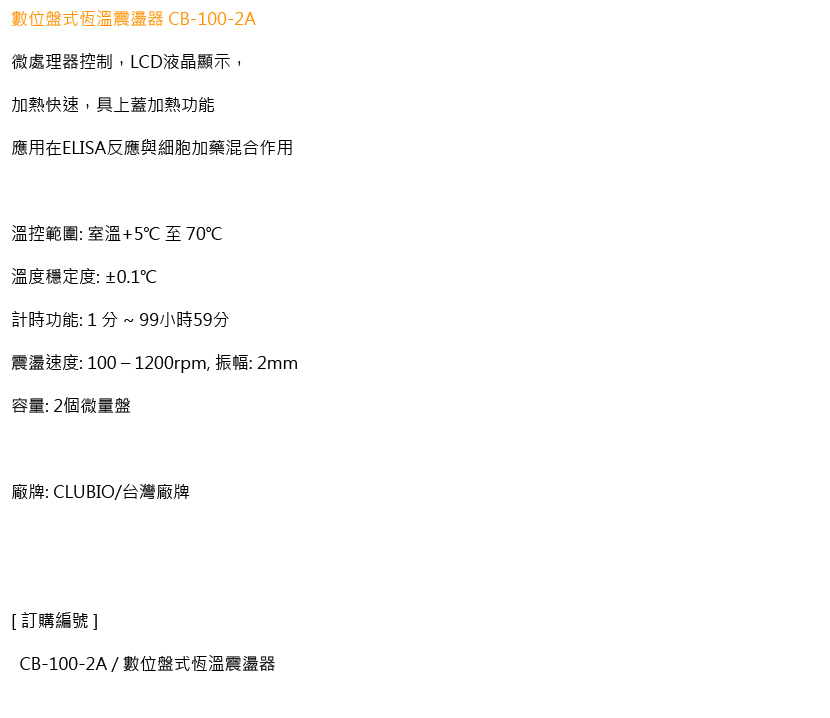 數位盤式恆溫震盪器 CB-100-2A
微處理器控制，LCD液晶顯示，
加熱快速，具上蓋加熱功能
應用在ELISA反應與細胞加藥混合作用
溫控範圍: 室溫+5℃ 至 70℃
溫度穩定度: ±0.1℃
計時功能: 1 分 ~ 99小時59分
震盪速度: 100 – 1200rpm, 振幅: 2mm
容量: 2個微量盤
廠牌: CLUBIO/台灣廠牌
[ 訂購編號 ]
CB-100-2A / 數位盤式恆溫震盪器